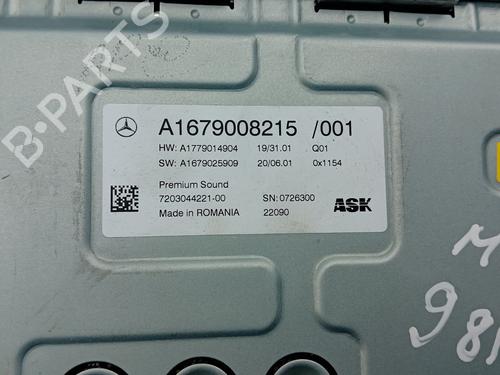 B-PARTS
A1679008215 /001
HW: A1779014904 19/31.01 Q01
SW: A1679025909 20/06.01 0x1154
Premium Sound
7203044221-00 SN: 0726300
Made in ROMANIA 22090 ASK
M
98